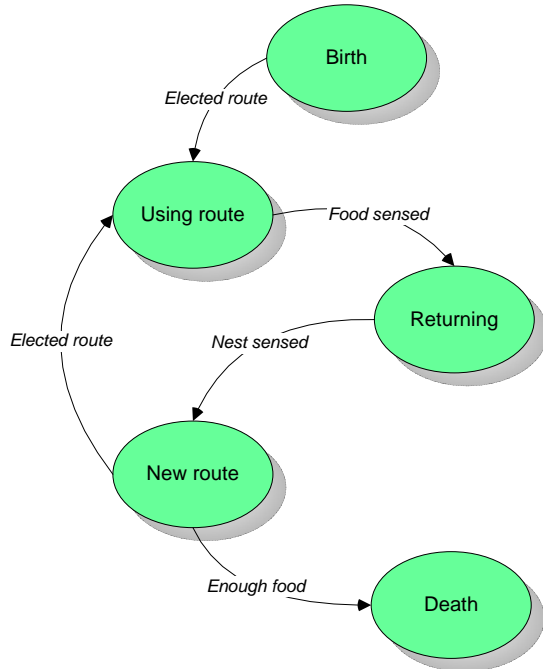 Birth
Elected route
Using route
Food sensed
Returning
Elected route
Nest sensed
New route
Enough food
Death